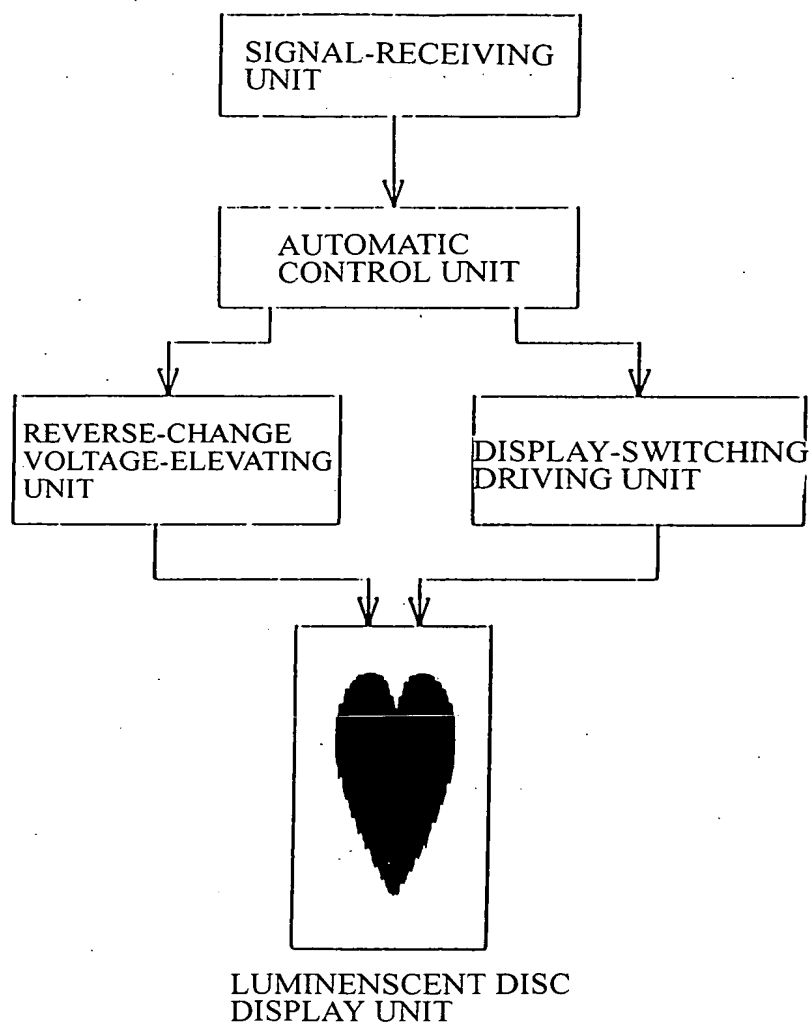 SIGNAL-RECEIVING
UNIT
AUTOMATIC
CONTROL UNIT
REVERSE-CHANGE
VOLTAGE-ELEVATING
UNIT
DISPLAY-SWITCHING
DRIVING UNIT
LUMINENSCENT DISC
DISPLAY UNIT